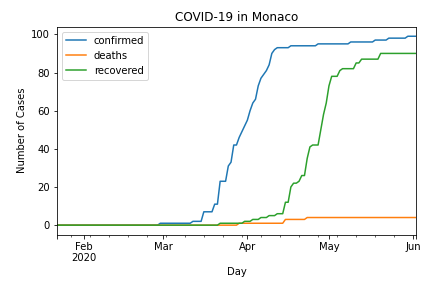 COVID-19 in Monaco
confirmed
deaths
recovered
Number of Cases
100
80
60
40
20
0
Feb
2020
Mar
Apr
May
Jun
Day